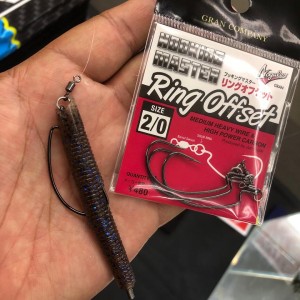 GRAN COMPANY
HOOKING
MASTER
フッキングマスター
リングオフセット
Ring Offset
SIZE
2/0
MEDIUM HEAVY WIRE &
HIGH POWER CARBON
¥480